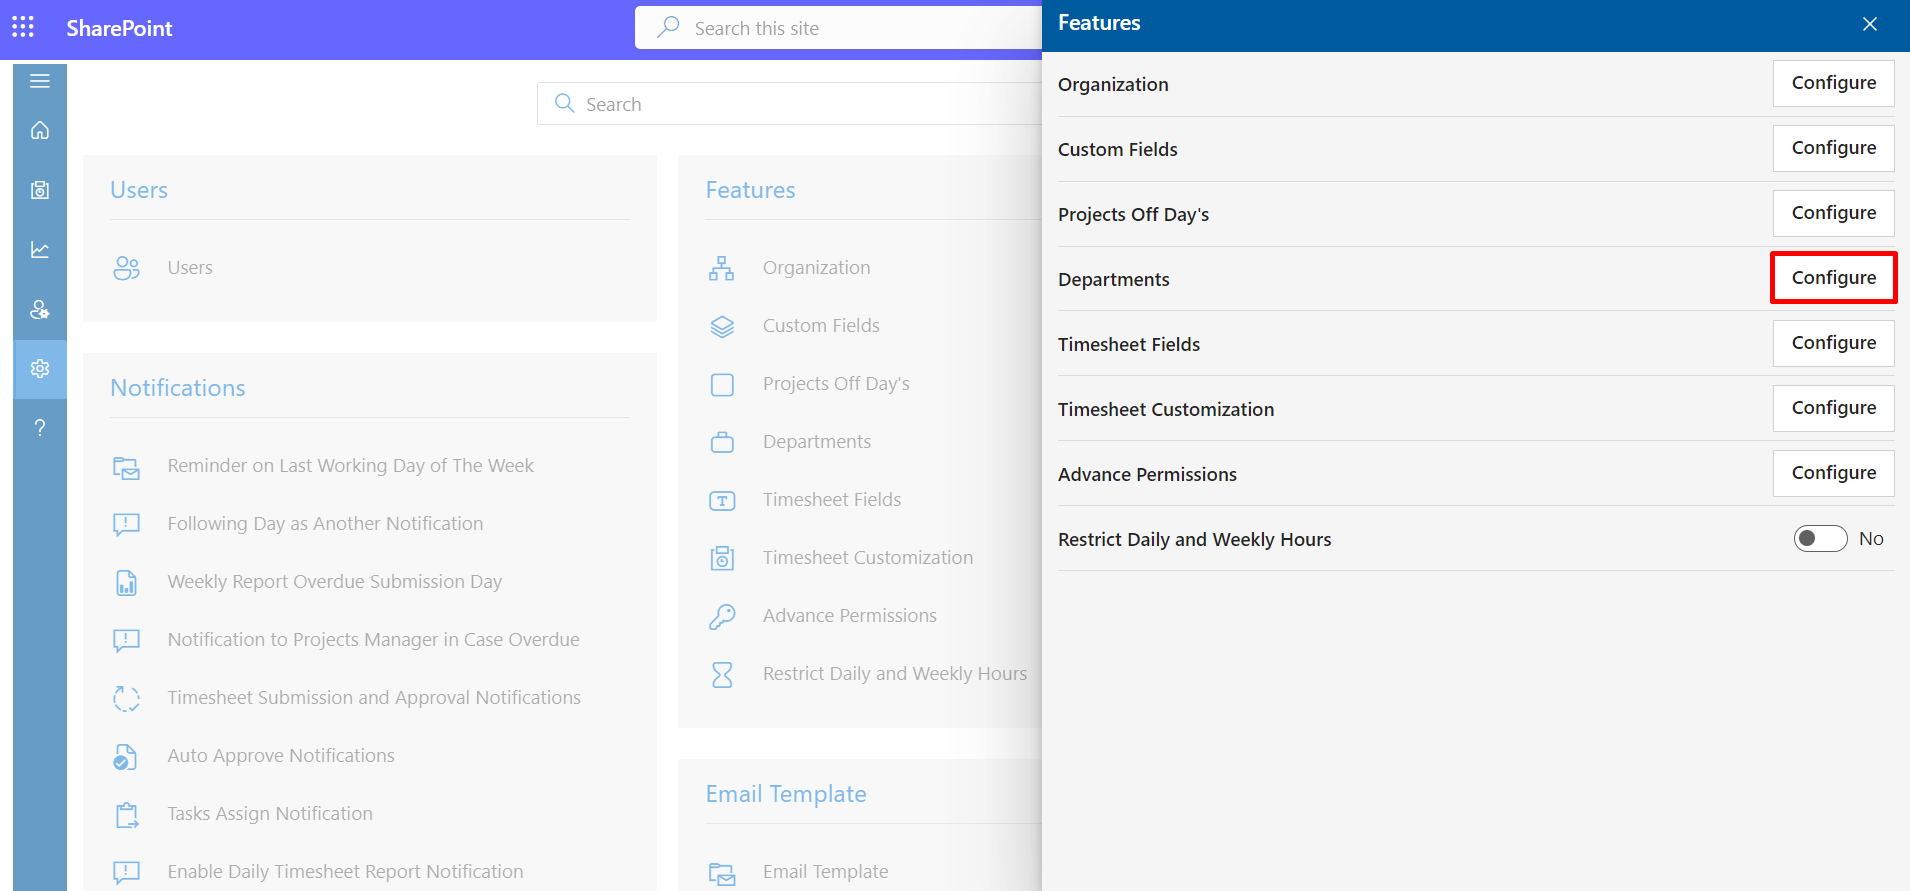 SharePoint
Search this site
Search
Users
Users
Notifications
Reminder on Last Working Day of The Week
Following Day as Another Notification
Weekly Report Overdue Submission Day
Notification to Projects Manager in Case Overdue
Timesheet Submission and Approval Notifications
Auto Approve Notifications
Tasks Assign Notification
Enable Daily Timesheet Report Notification
Features
Organization
Custom Fields
Projects Off Day's
Departments
Timesheet Fields
Timesheet Customization
Advance Permissions
Restrict Daily and Weekly Hours
Email Template
Email Template
Features
Organization Configure
Custom Fields Configure
Projects Off Day's Configure
Departments Configure
Timesheet Fields Configure
Timesheet Customization Configure
Advance Permissions Configure
Restrict Daily and Weekly Hours No